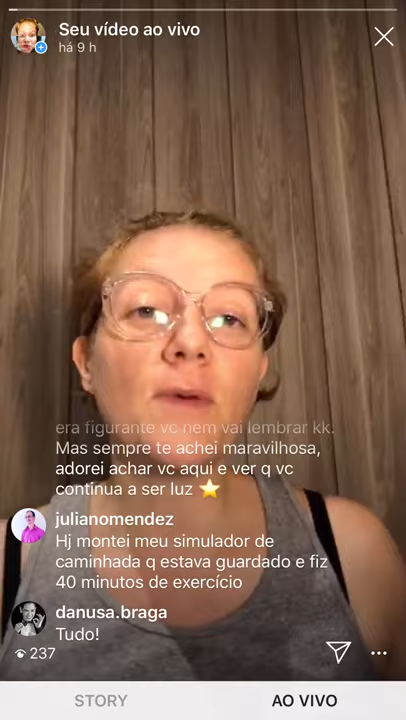 Seu vídeo ao vivo
há 9 h
era figurante vc nem vai lembrar kk.
Mas sempre te achei maravilhosa,
adorei achar vc aqui e ver q vc
continua a ser luz ⭐
julianomendez
Hj montei meu simulador de
caminhada q estava guardado e fiz
40 minutos de exercício
danusa.braga
Tudo!
237
STORY
AO VIVO